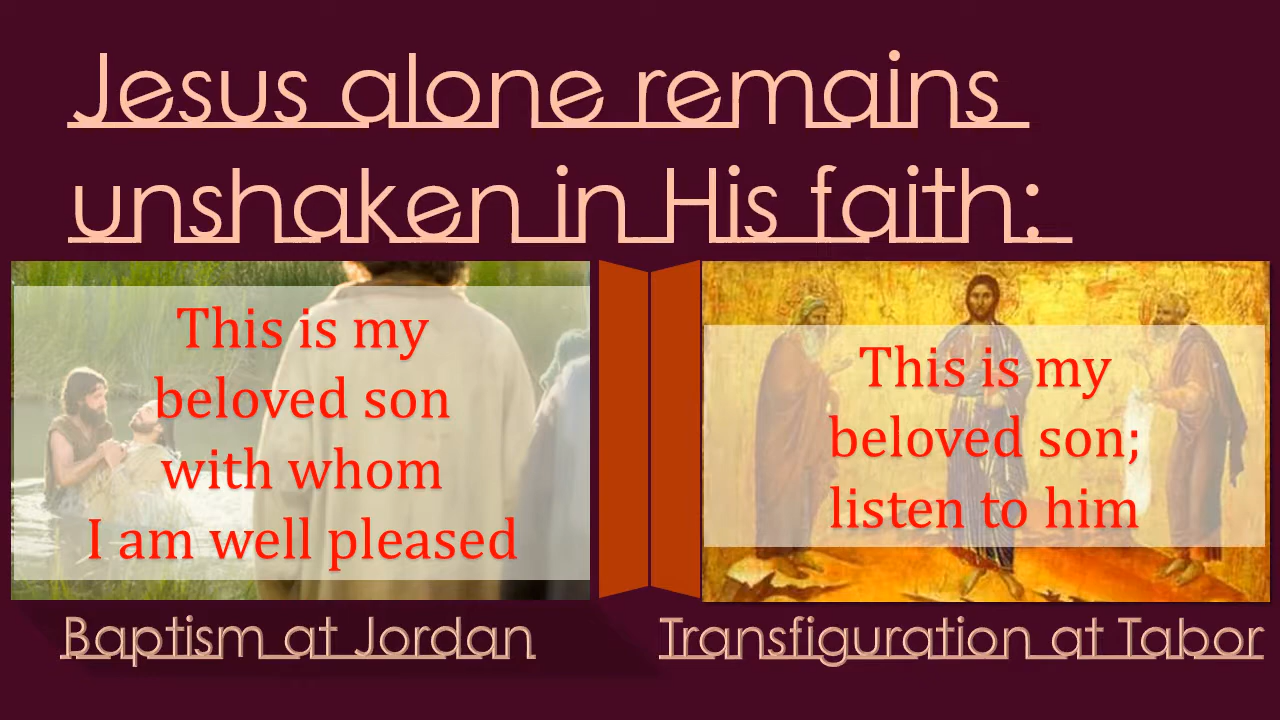 Jesus alone remains
unshaken in His faith:
This is my
beloved son
with whom
I am well pleased
This is my
beloved son;
listen to him
Baptism at Jordan
Transfiguration at Tabor